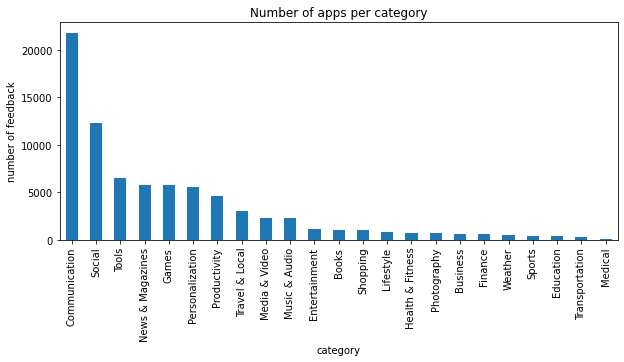 Number of apps per category
number of feedback
20000
15000
10000
5000
0
Communication
Social
Tools
News & Magazines
Games
Personalization
Productivity
Travel & Local
Media & Video
Music & Audio
Entertainment
Books
Shopping
Lifestyle
Health & Fitness
Photography
Business
Finance
Weather
Sports
Education
Transportation
Medical
category